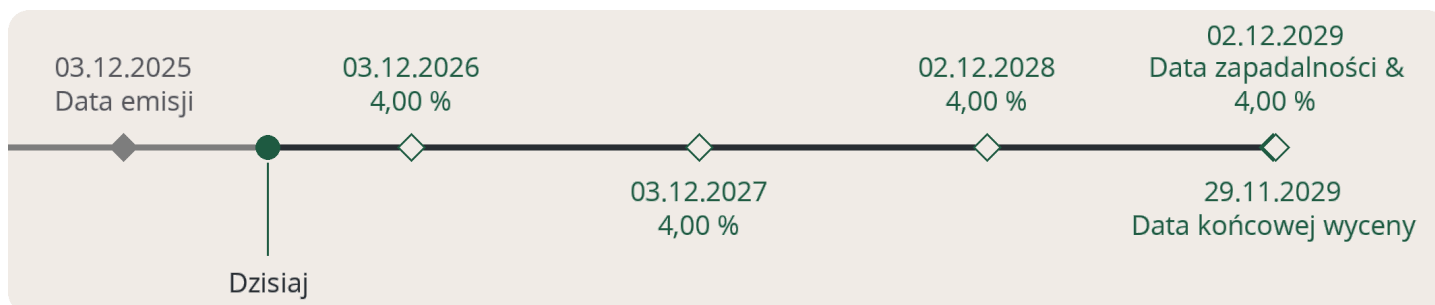 03.12.2025
Data emisji
03.12.2026
4,00 %
02.12.2028
4,00 %
02.12.2029
Data zapadalności &
4,00 %
03.12.2027
4,00 %
29.11.2029
Data końcowej wyceny
Dzisiaj